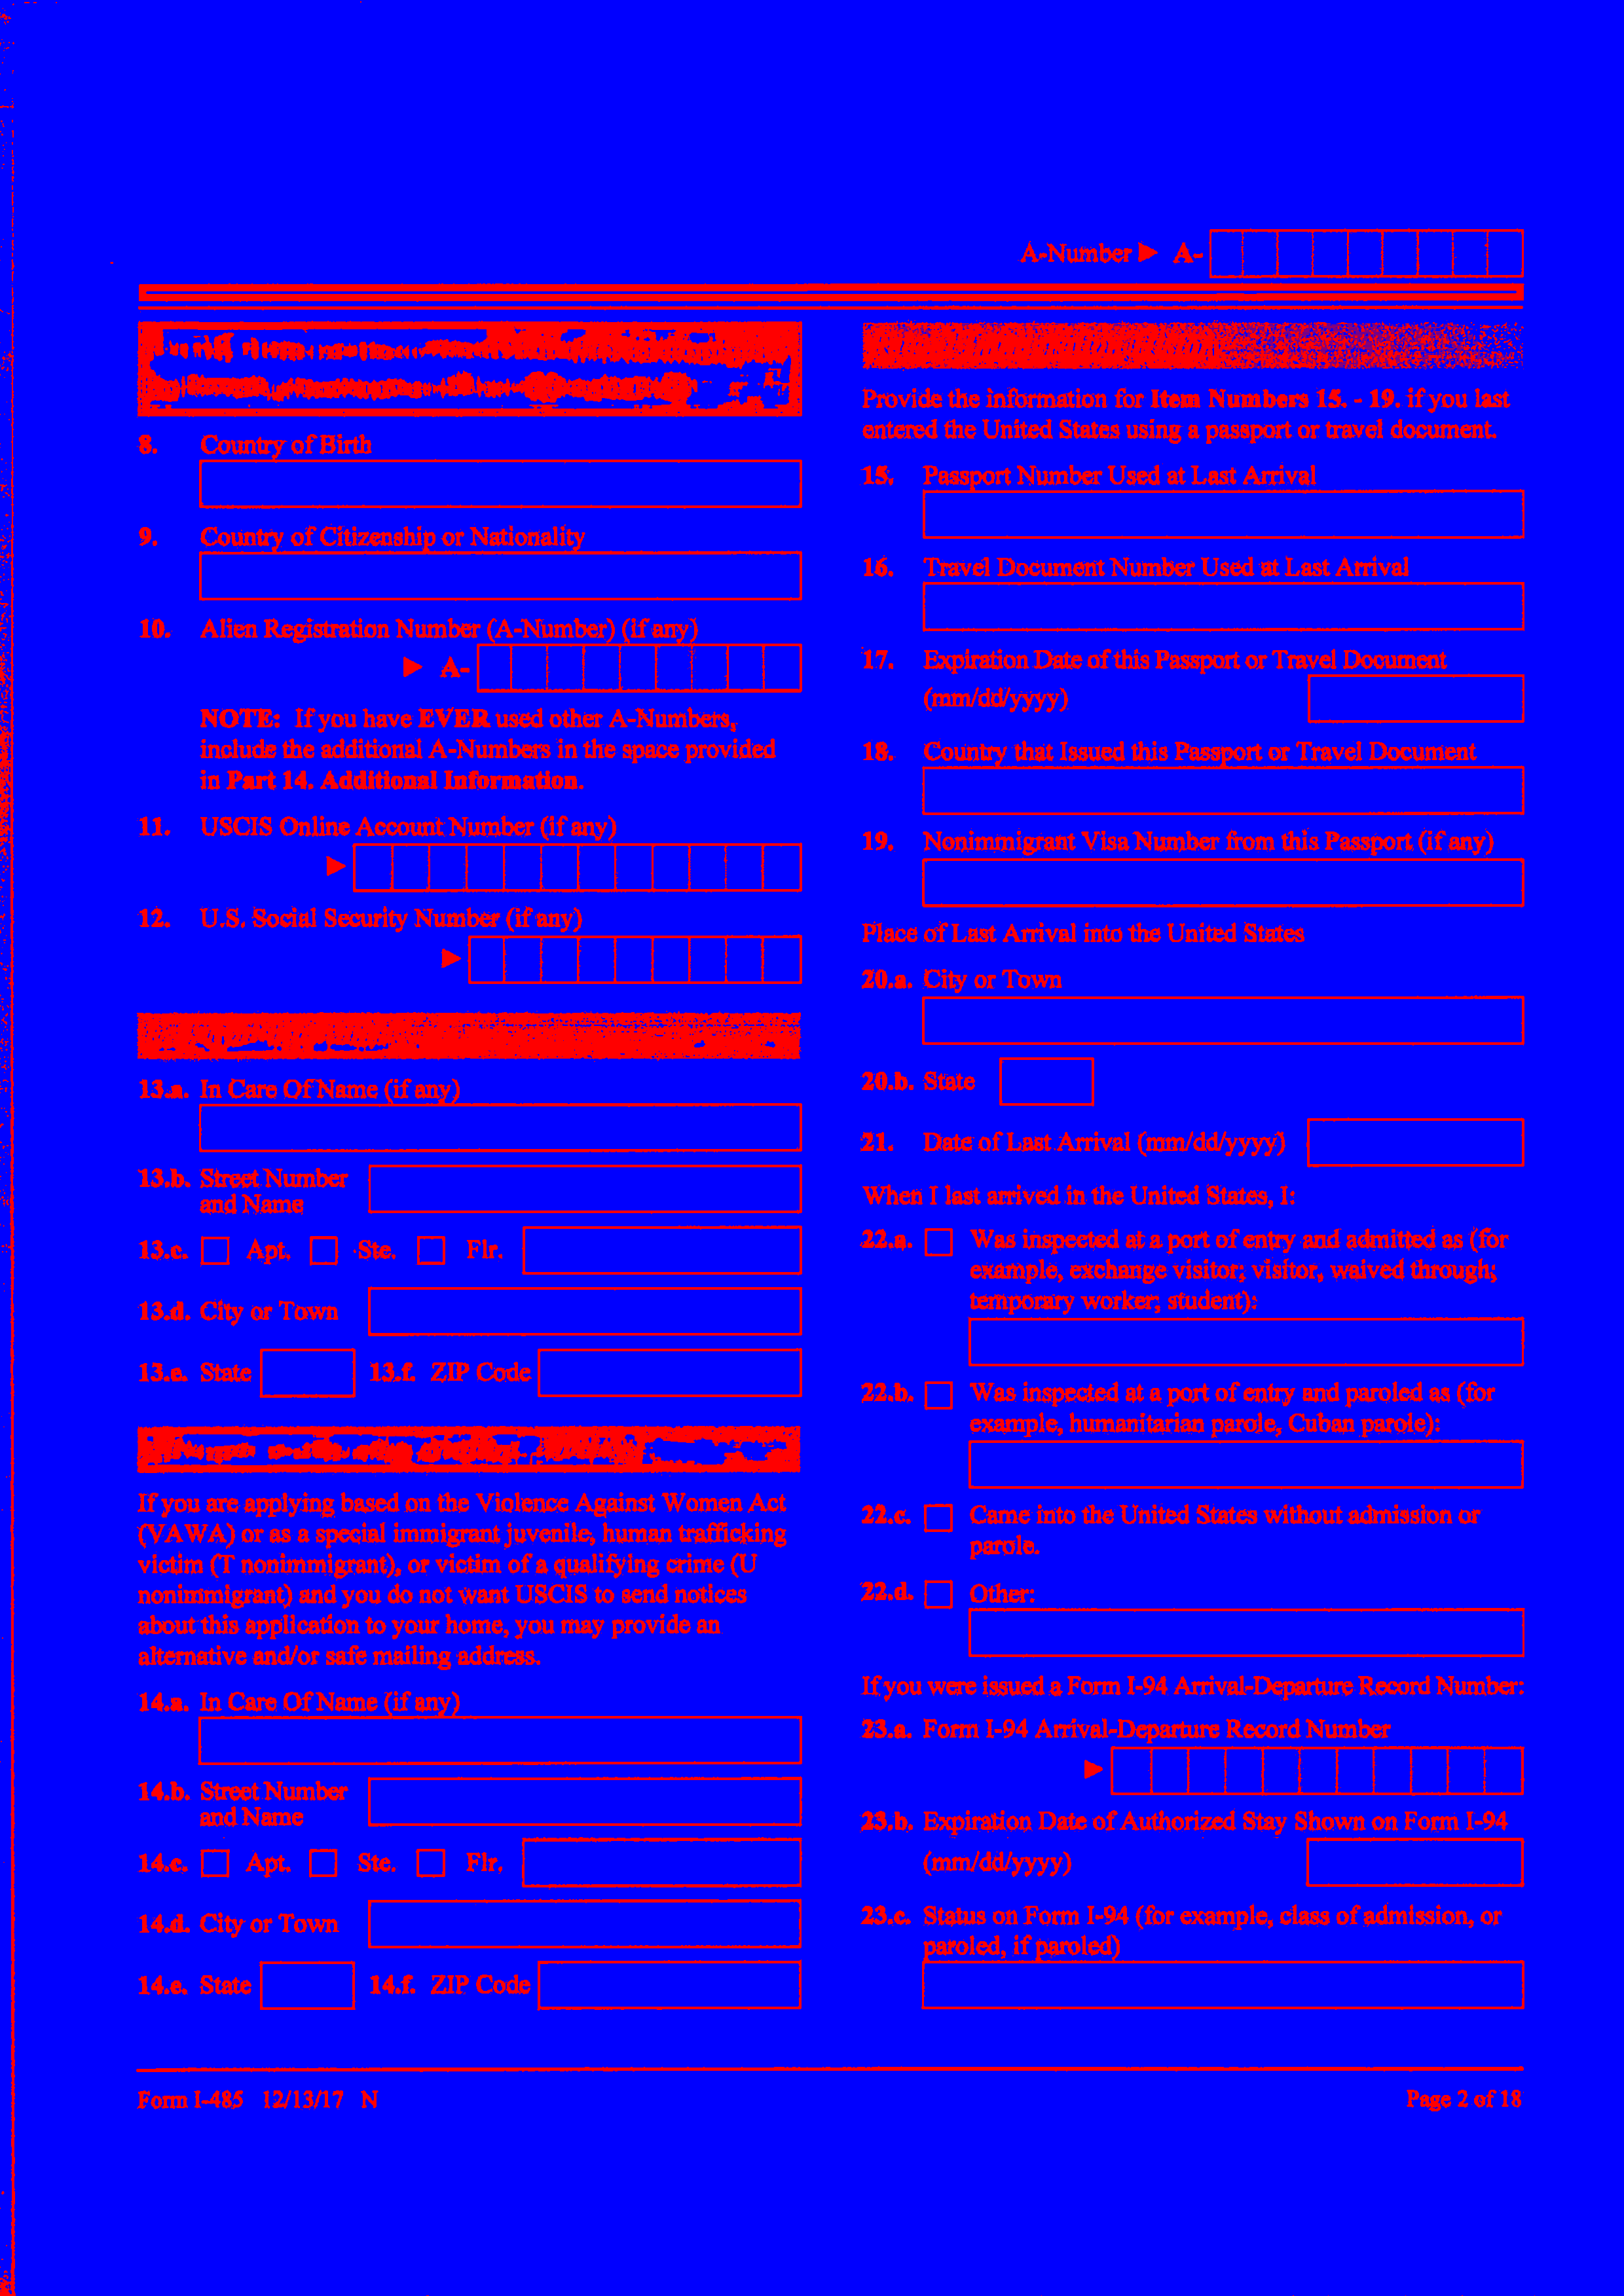 A-Number ► A-
8. Country of Birth
9. Country of Citizenship or Nationality
10. Alien Registration Number (A-Number) (if any)
► A-
NOTE: If you have EVER used other A-Numbers,
include the additional A-Numbers in the space provided
in Part 14. Additional Information.
11. USCIS Online Account Number (if any)
►
12. U.S. Social Security Number (if any)
►
13.a. In Care Of Name (if any)
13.b. Street Number
and Name
13.c. Apt. Ste. Flr.
13.d. City or Town
13.e. State 13.f. ZIP Code
If you are applying based on the Violence Against Women Act
(VAWA) or as a special immigrant juvenile, human trafficking
victim (T nonimmigrant), or victim of a qualifying crime (U
nonimmigrant) and you do not want USCIS to send notices
about this application to your home, you may provide an
alternative and/or safe mailing address.
14.a. In Care Of Name (if any)
14.b. Street Number
and Name
14.c. Apt. Ste. Flr.
14.d. City or Town
14.e. State 14.f. ZIP Code
Provide the information for Item Numbers 15. - 19. if you last
entered the United States using a passport or travel document.
15. Passport Number Used at Last Arrival
16. Travel Document Number Used at Last Arrival
17. Expiration Date of this Passport or Travel Document
(mm/dd/yyyy)
18. Country that Issued this Passport or Travel Document
19. Nonimmigrant Visa Number from this Passport (if any)
Place of Last Arrival into the United States
20.a. City or Town
20.b. State
21. Date of Last Arrival (mm/dd/yyyy)
When I last arrived in the United States, I:
22.a. Was inspected at a port of entry and admitted as (for
example, exchange visitor; visitor, waived through;
temporary worker; student):
22.b. Was inspected at a port of entry and paroled as (for
example, humanitarian parole, Cuban parole):
22.c. Came into the United States without admission or
parole.
22.d. Other:
If you were issued a Form I-94 Arrival-Departure Record Number:
23.a. Form I-94 Arrival-Departure Record Number
►
23.b. Expiration Date of Authorized Stay Shown on Form I-94
(mm/dd/yyyy)
23.c. Status on Form I-94 (for example, class of admission, or
paroled, if paroled)
Form I-485 12/13/17 N
Page 2 of 18